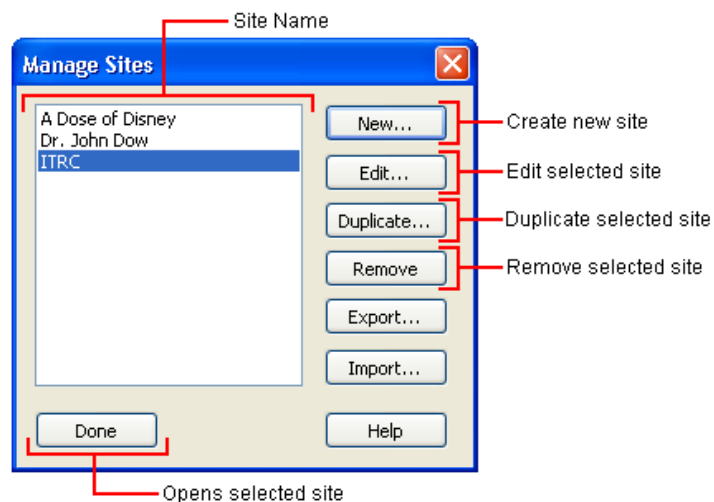 Site Name
Manage Sites
A Dose of Disney
Dr. John Dow
ITRC
New...
Create new site
Edit...
Edit selected site
Duplicate...
Duplicate selected site
Remove
Remove selected site
Export...
Import...
Done
Help
Opens selected site